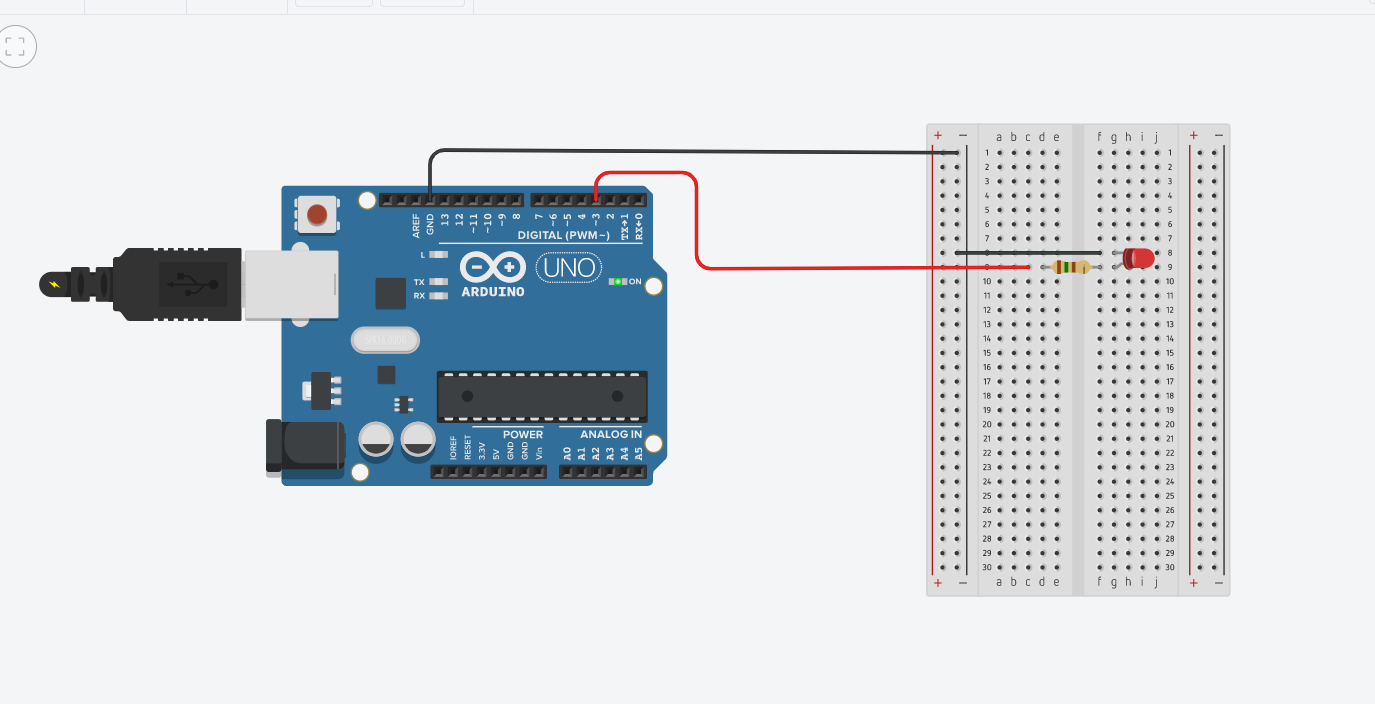 + − a b c d e f g h i j + −
1 1
2 2
3 3
4 4
5 5
6 6
7 7
8 8
9 9
10 10
11 11
12 12
13 13
14 14
15 15
16 16
17 17
18 18
19 19
20 20
21 21
22 22
23 23
24 24
25 25
26 26
27 27
28 28
29 29
30 30
+ − a b c d e f g h i j + −
AREF
GND
13
12
~11
~10
~9
8
7
~6
~5
4
~3
2
TX→1
RX←0
DIGITAL (PWM~)
L
TX
RX
UNO
ARDUINO
ON
POWER
ANALOG IN
IOREF
RESET
3.3V
5V
GND
GND
Vin
A0
A1
A2
A3
A4
A5